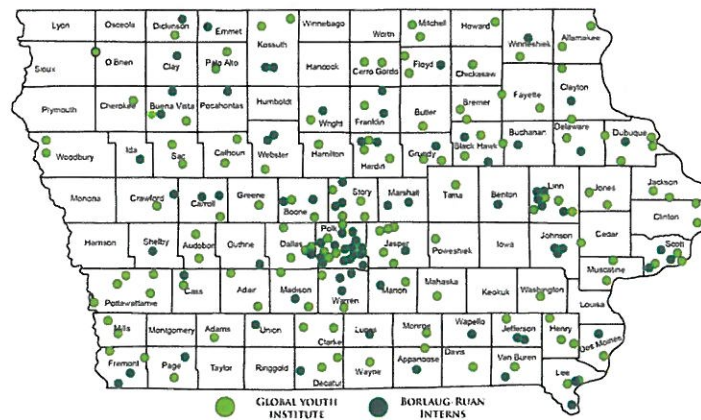 Lyon Osceola Dickinson Emmet Winnebago Worth Mitchell Howard Winneshiek Allamakee
Kossuth
Sioux O Brien Clay Palo Alto Hancock Cerro Gordo Floyd Chickasaw
Fayette Clayton
Plymouth Cherokee Buena Vista Pocahontas Humboldt Wright Franklin Butler Bremer
Woodbury Ida Sac Calhoun Webster Hamilton Hardin Grundy Black Hawk Buchanan Delaware Dubuque
Monona Crawford Carroll Greene Boone Story Marshall Tama Benton Linn Jones Jackson
Clinton
Harrison Shelby Audubon Guthrie Dallas Polk Jasper Poweshiek Iowa Johnson Cedar Scott
Muscatine
Pottawattamie Cass Adair Madison Warren Marion Mahaska Keokuk Washington Louisa
Mills Montgomery Adams Union Clarke Lucas Monroe Wapello Jefferson Henry Des Moines
Fremont Page Taylor Ringgold Decatur Wayne Appanoose Davis Van Buren Lee
GLOBAL YOUTH INSTITUTE
BORLAUG-RUAN INTERNS